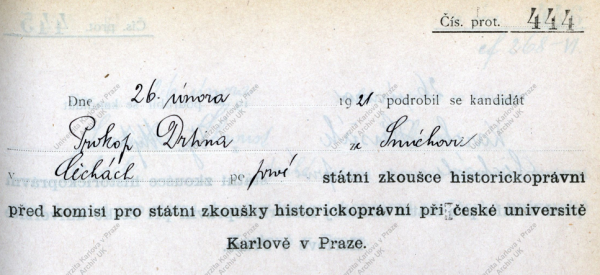 Čís. prot. 444
Dne 26. února 1921 podrobil se kandidát
Prokop Drtina z Smíchova
v Čechách po prvé státní zkoušce historickoprávní
před komisí pro státní zkoušky historickoprávní při české universitě
Karlově v Praze.